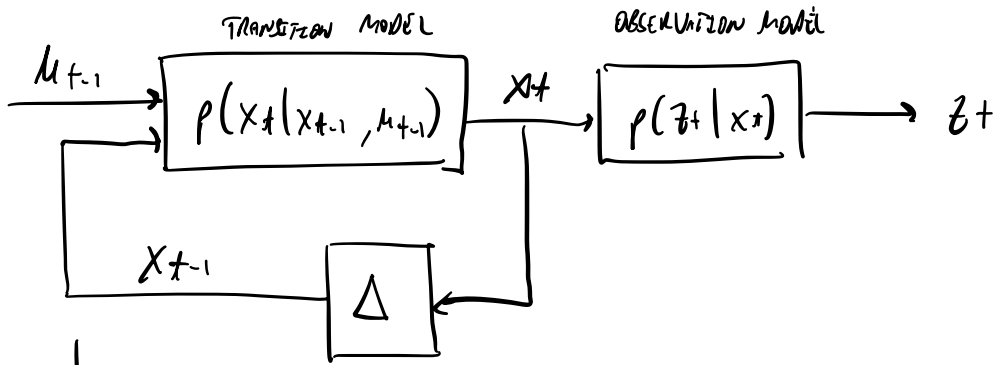 TRANSITION MODEL
OBSERVATION MODEL
μt-1
p(xt|xt-1, μt-1)
xt
p(zt|xt)
zt
xt-1
Δ